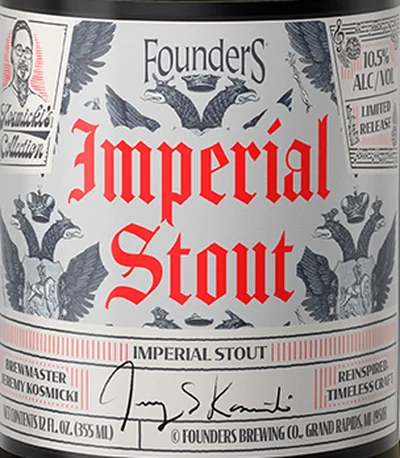 FOUNDERS
Kosmicki's
Collection
10.5%
ALC/VOL
LIMITED
RELEASE
Imperial
Stout
IMPERIAL STOUT
BREWMASTER
JEREMY KOSMICKI
REINSPIRED,
TIMELESS CRAFT
NET CONTENTS 12 FL. OZ. (355 ML)
© FOUNDERS BREWING CO., GRAND RAPIDS, MI